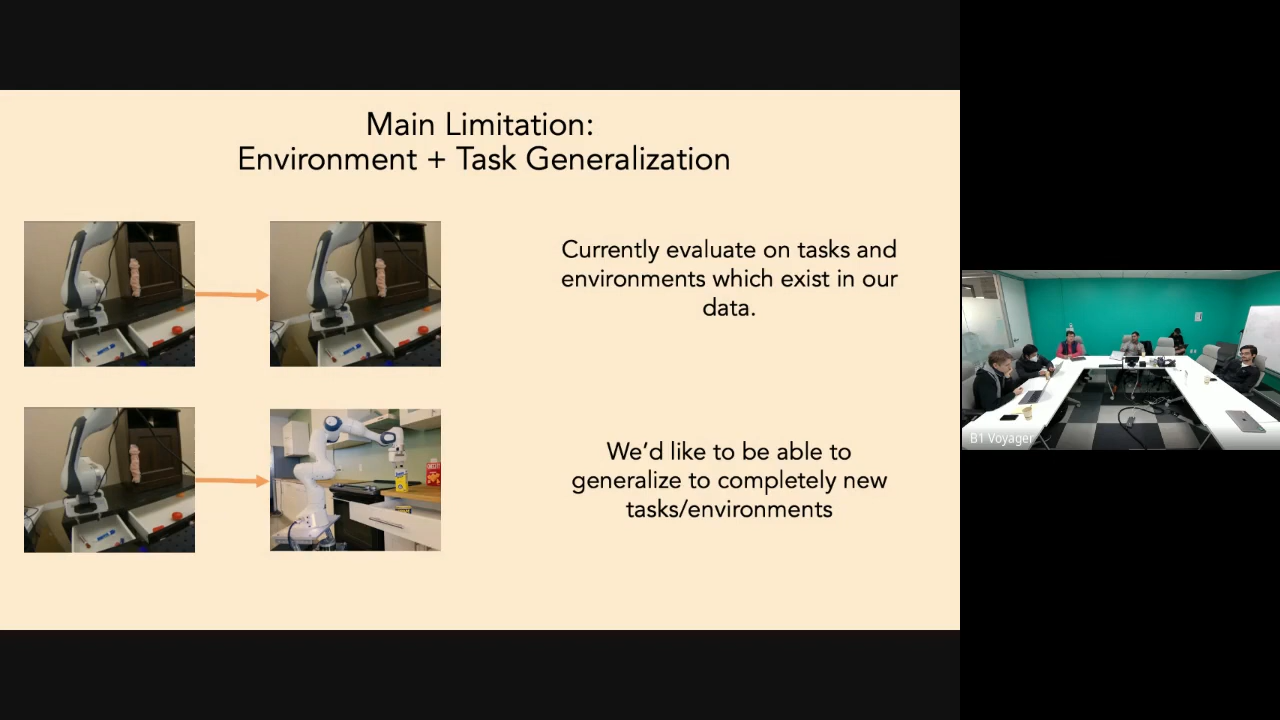 Main Limitation:
Environment + Task Generalization
Currently evaluate on tasks and
environments which exist in our
data.
We'd like to be able to
generalize to completely new
tasks/environments
B1 Voyager